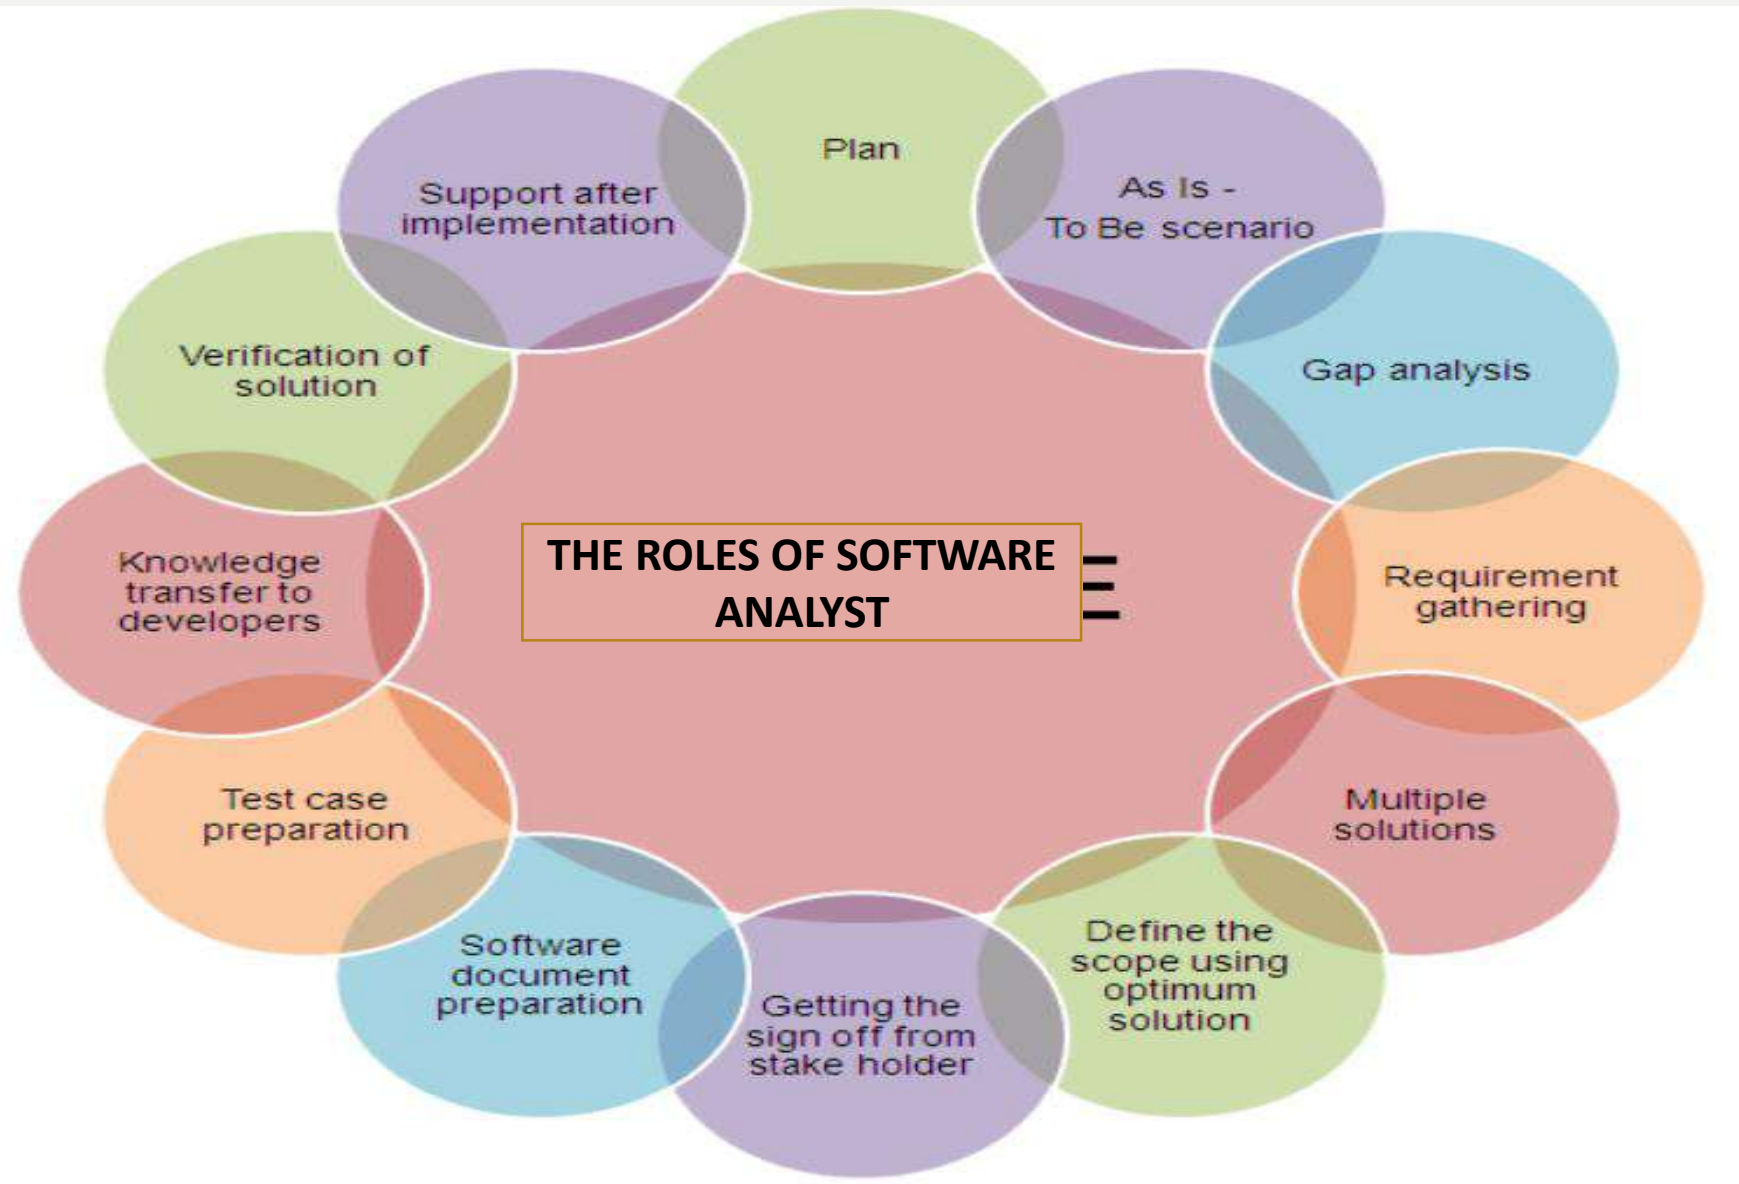 Plan
As Is -
To Be scenario
Gap analysis
Requirement
gathering
Multiple
solutions
Define the
scope using
optimum
solution
Getting the
sign off from
stake holder
Software
document
preparation
Test case
preparation
Knowledge
transfer to
developers
Verification of
solution
Support after
implementation
THE ROLES OF SOFTWARE
ANALYST